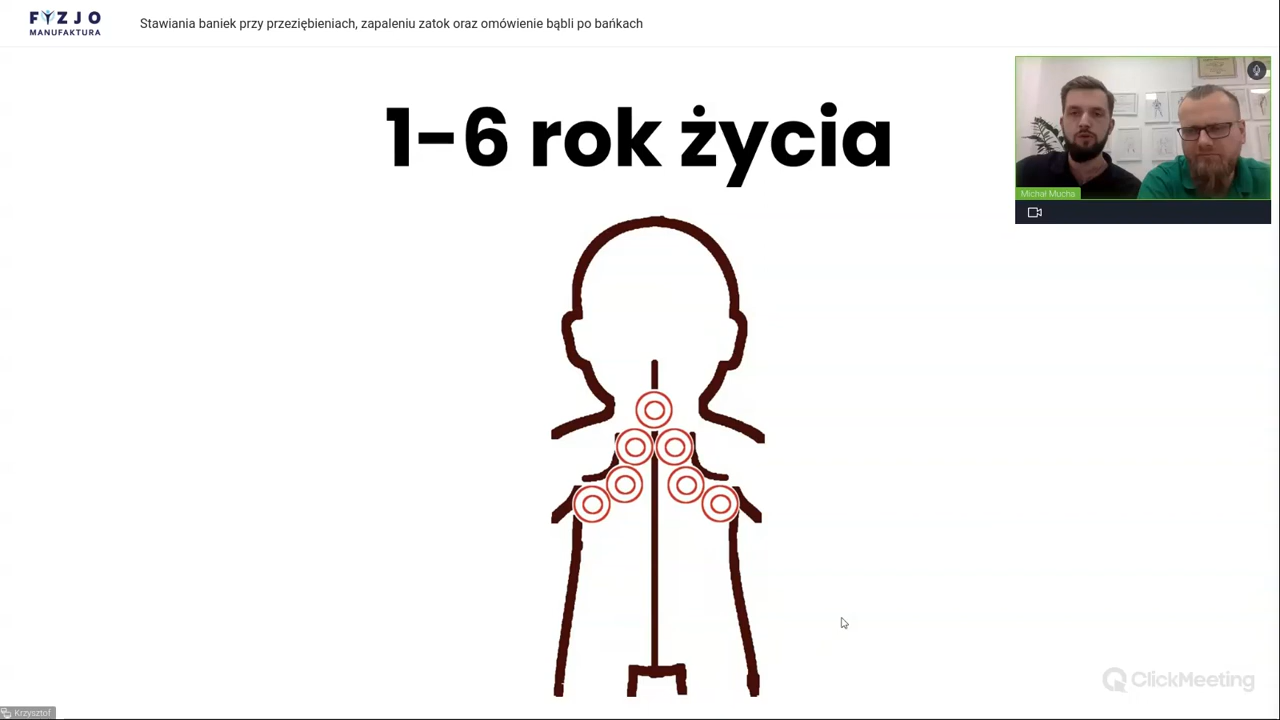 FYZJO
MANUFAKTURA
Stawiania baniek przy przeziębieniach, zapaleniu zatok oraz omówienie bąbli po bańkach
1-6 rok życia
Michał Mucha
ClickMeeting
Krzysztof